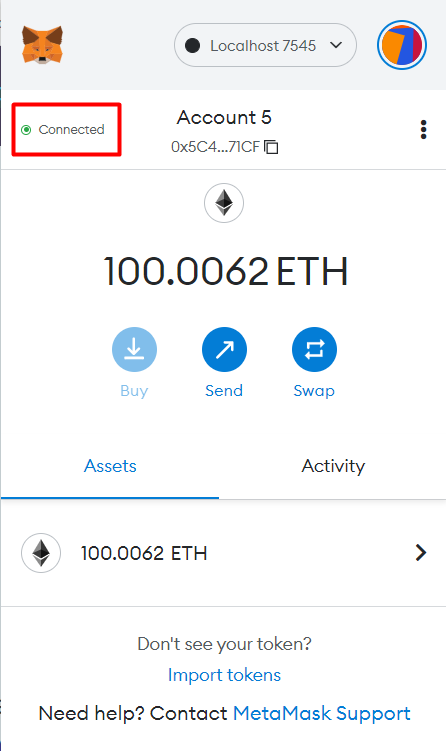 Localhost 7545
Connected
Account 5
0x5C4...71CF
100.0062 ETH
Buy
Send
Swap
Assets
Activity
100.0062 ETH
Don't see your token?
Import tokens
Need help? Contact MetaMask Support